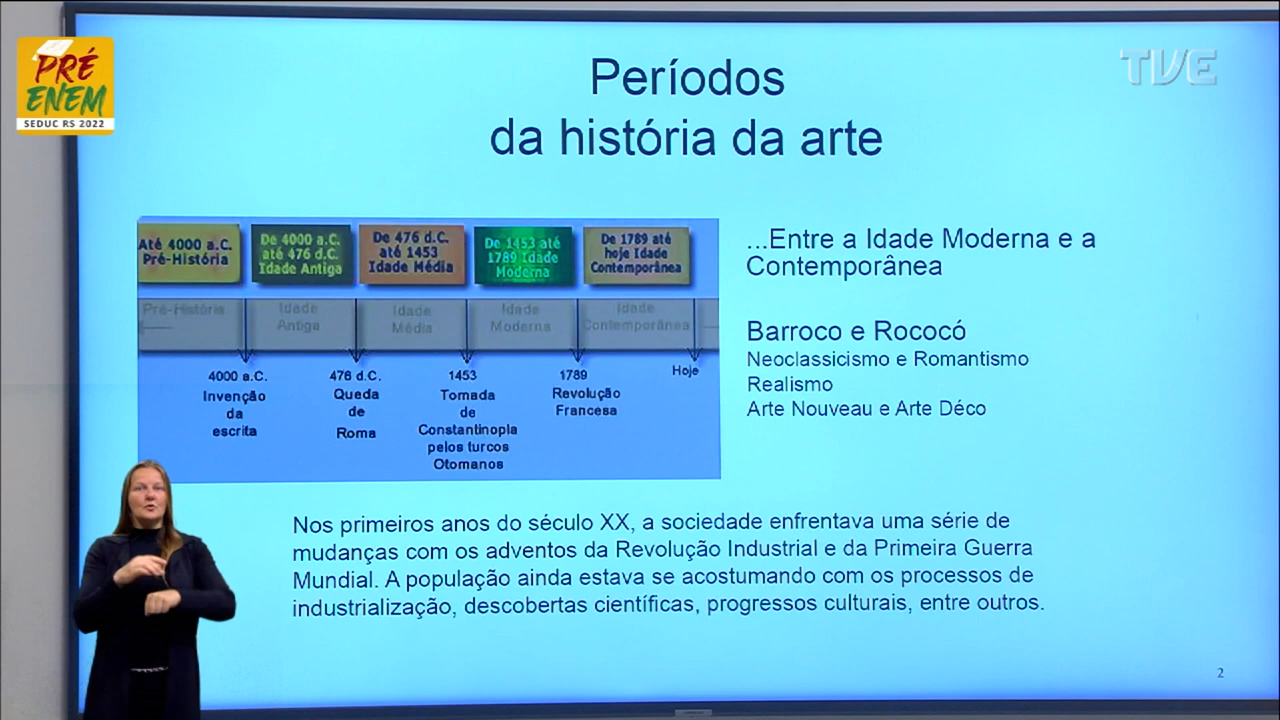 PRÉ
ENEM
SEDUC RS 2022
TVE
Períodos
da história da arte
Até 4000 a.C.
Pré-História
De 4000 a.C.
até 476 d.C.
Idade Antiga
De 476 d.C.
até 1453
Idade Média
De 1453 até
1789 Idade
Moderna
De 1789 até
hoje Idade
Contemporânea
Pré-História
Idade
Antiga
Idade
Média
Idade
Moderna
Idade
Contemporânea
4000 a.C.
Invenção
da
escrita
476 d.C.
Queda
de
Roma
1453
Tomada
de
Constantinopla
pelos turcos
Otomanos
1789
Revolução
Francesa
Hoje
...Entre a Idade Moderna e a
Contemporânea
Barroco e Rococó
Neoclassicismo e Romantismo
Realismo
Arte Nouveau e Arte Déco
Nos primeiros anos do século XX, a sociedade enfrentava uma série de
mudanças com os adventos da Revolução Industrial e da Primeira Guerra
Mundial. A população ainda estava se acostumando com os processos de
industrialização, descobertas científicas, progressos culturais, entre outros.
2